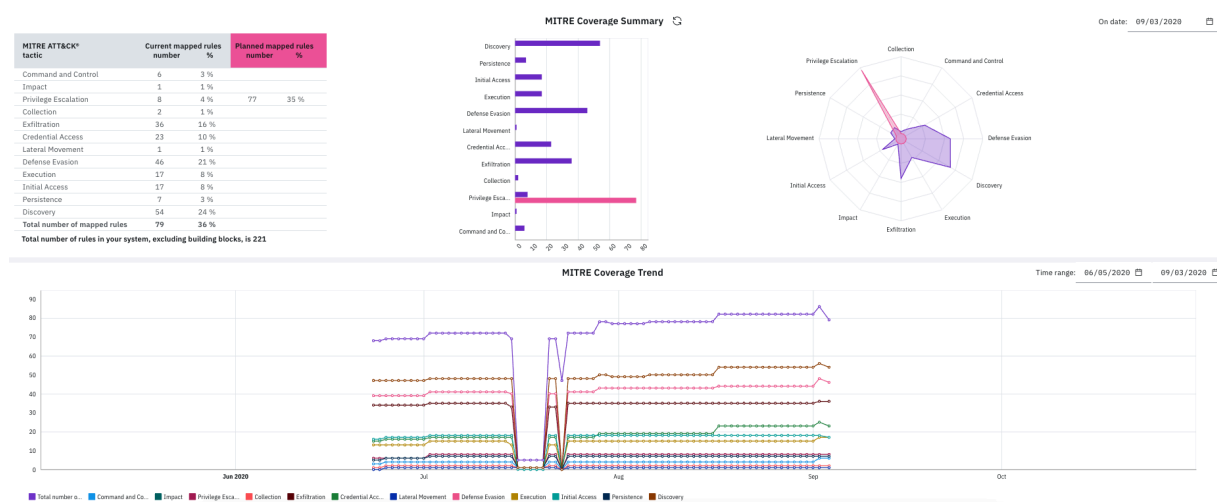 MITRE Coverage Summary
On date: 09/03/2020
MITRE ATT&CK® tactic Current mapped rules number % Planned mapped rules number %
Command and Control 6 3 %
Impact 1 1 %
Privilege Escalation 8 4 % 77 35 %
Collection 2 1 %
Exfiltration 36 16 %
Credential Access 23 10 %
Lateral Movement 1 1 %
Defense Evasion 46 21 %
Execution 17 8 %
Initial Access 17 8 %
Persistence 7 3 %
Discovery 54 24 %
Total number of mapped rules 79 36 %
Total number of rules in your system, excluding building blocks, is 221
Discovery
Persistence
Initial Access
Execution
Defense Evasion
Lateral Movement
Credential Acc...
Exfiltration
Collection
Privilege Esca...
Impact
Command and Co...
0 10 20 30 40 50 60 70 80
Collection
Command and Control
Credential Access
Defense Evasion
Discovery
Execution
Exfiltration
Impact
Initial Access
Lateral Movement
Persistence
Privilege Escalation
MITRE Coverage Trend
Time range: 06/05/2020 09/03/2020
90
80
70
60
50
40
30
20
10
0
Jun 2020 Jul Aug Sep Oct
Total number o... Command and Co... Impact Privilege Esca... Collection Exfiltration Credential Acc... Lateral Movement Defense Evasion Execution Initial Access Persistence Discovery